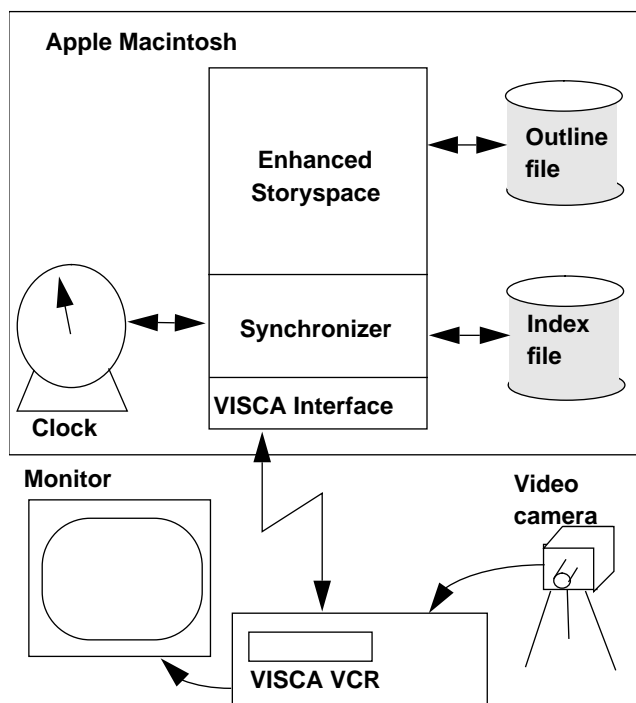 Apple Macintosh
Enhanced
Storyspace
Outline
file
Synchronizer
Index
file
VISCA Interface
Clock
Monitor
Video
camera
VISCA VCR